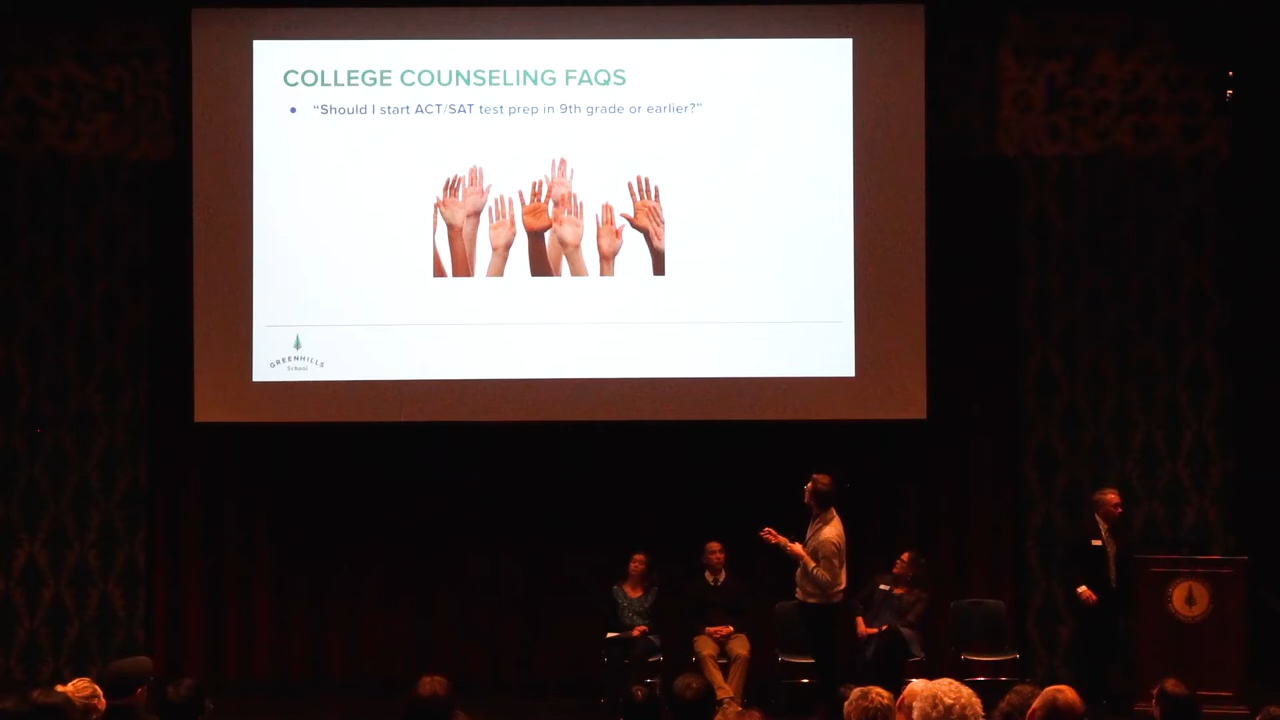 COLLEGE COUNSELING FAQS
● “Should I start ACT/SAT test prep in 9th grade or earlier?”
GREENHILLS
School